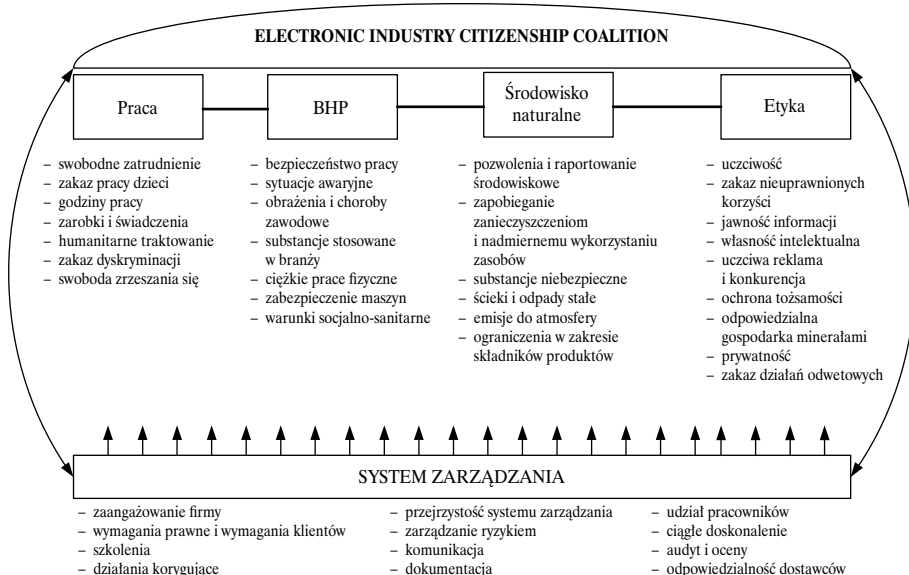 ELECTRONIC INDUSTRY CITIZENSHIP COALITION
Praca
– swobodne zatrudnienie
– zakaz pracy dzieci
– godziny pracy
– zarobki i świadczenia
– humanitarne traktowanie
– zakaz dyskryminacji
– swoboda zrzeszania się
BHP
– bezpieczeństwo pracy
– sytuacje awaryjne
– obrażenia i choroby
zawodowe
– substancje stosowane
w branży
– ciężkie prace fizyczne
– zabezpieczenie maszyn
– warunki socjalno-sanitarne
Środowisko
naturalne
– pozwolenia i raportowanie
środowiskowe
– zapobieganie
zanieczyszczeniom
i nadmiernemu wykorzystaniu
zasobów
– substancje niebezpieczne
– ścieki i odpady stałe
– emisje do atmosfery
– ograniczenia w zakresie
składników produktów
Etyka
– uczciwość
– zakaz nieuprawnionych
korzyści
– jawność informacji
– własność intelektualna
– uczciwa reklama
i konkurencja
– ochrona tożsamości
– odpowiedzialna
gospodarka minerałami
– prywatność
– zakaz działań odwetowych
SYSTEM ZARZĄDZANIA
– zaangażowanie firmy
– wymagania prawne i wymagania klientów
– szkolenia
– działania korygujące
– przejrzystość systemu zarządzania
– zarządzanie ryzykiem
– komunikacja
– dokumentacja
– udział pracowników
– ciągłe doskonalenie
– audyt i oceny
– odpowiedzialność dostawców